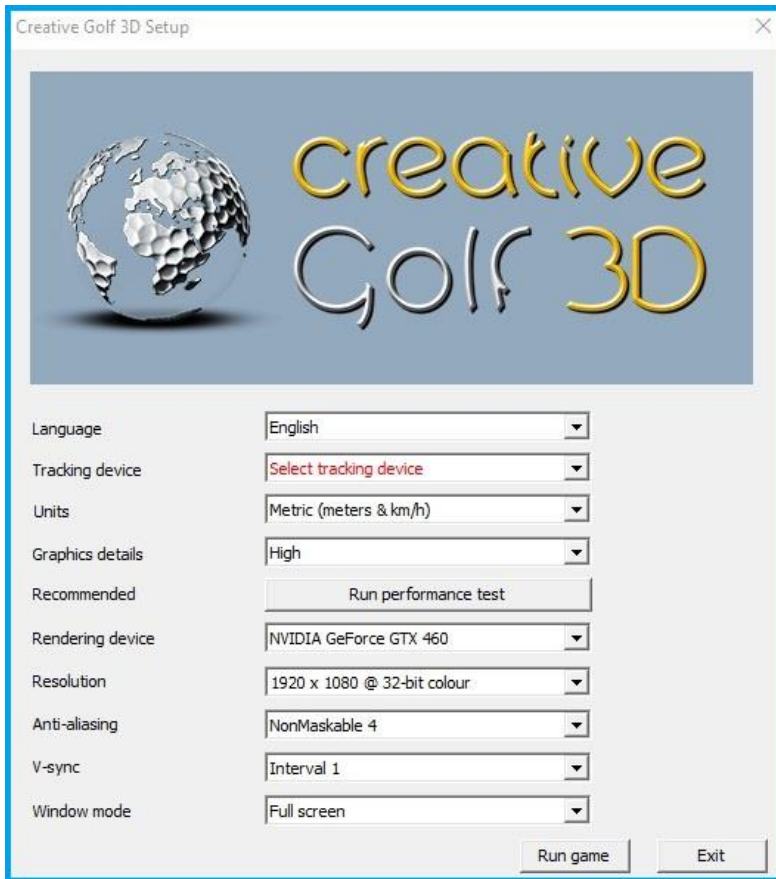 Creative Golf 3D Setup
creative
Golf 3D
Language English
Tracking device Select tracking device
Units Metric (meters & km/h)
Graphics details High
Recommended Run performance test
Rendering device NVIDIA GeForce GTX 460
Resolution 1920 x 1080 @ 32-bit colour
Anti-aliasing NonMaskable 4
V-sync Interval 1
Window mode Full screen
Run game Exit